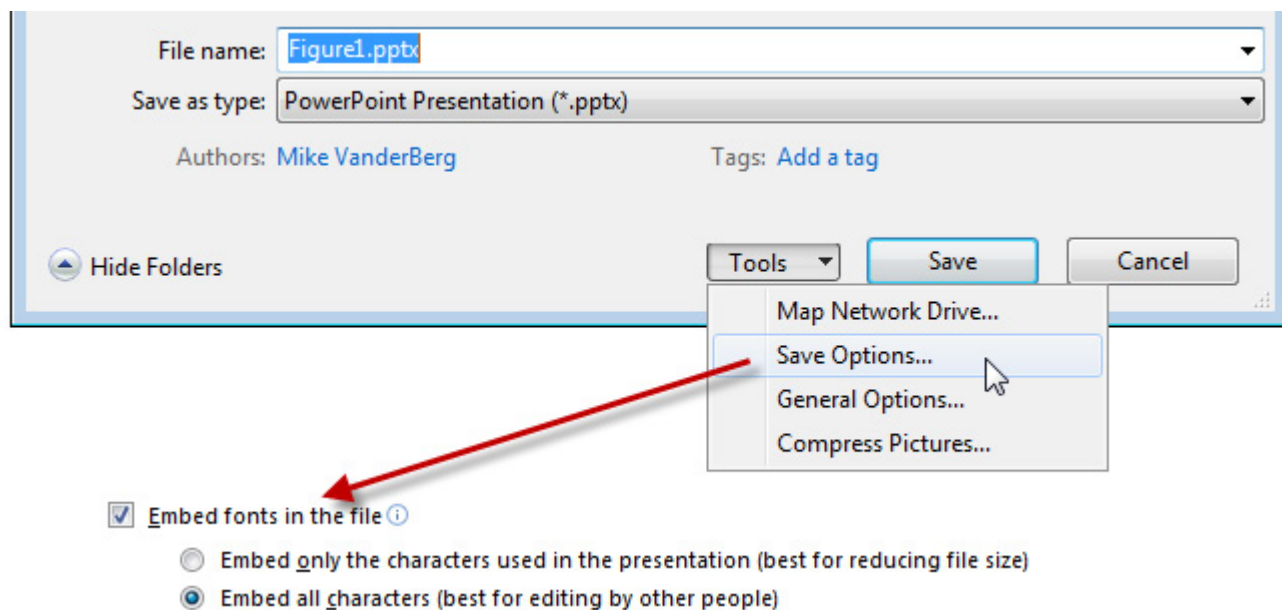 File name: Figure1.pptx
Save as type: PowerPoint Presentation (*.pptx)
Authors: Mike VanderBerg Tags: Add a tag
Hide Folders Tools Save Cancel
Map Network Drive...
Save Options...
General Options...
Compress Pictures...
Embed fonts in the file
Embed only the characters used in the presentation (best for reducing file size)
Embed all characters (best for editing by other people)